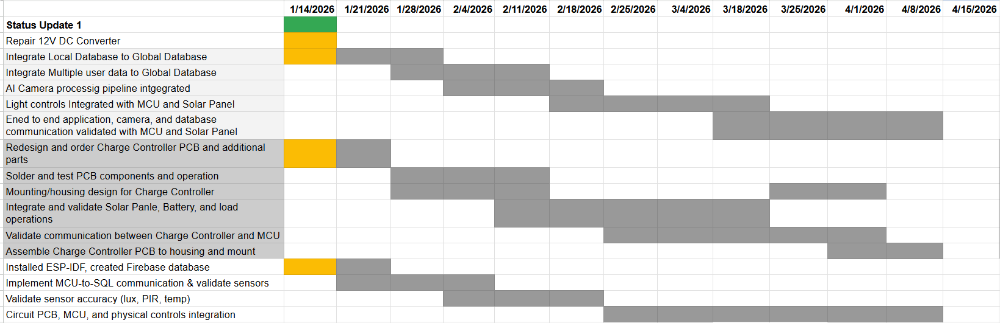 1/14/2026 1/21/2026 1/28/2026 2/4/2026 2/11/2026 2/18/2026 2/25/2026 3/4/2026 3/18/2026 3/25/2026 4/1/2026 4/8/2026 4/15/2026
Status Update 1
Repair 12V DC Converter
Integrate Local Database to Global Database
Integrate Multiple user data to Global Database
AI Camera processig pipeline intgegrated
Light controls Integrated with MCU and Solar Panel
Ened to end application, camera, and database
communication validated with MCU and Solar Panel
Redesign and order Charge Controller PCB and additional
parts
Solder and test PCB components and operation
Mounting/housing design for Charge Controller
Integrate and validate Solar Panle, Battery, and load
operations
Validate communication between Charge Controller and MCU
Assemble Charge Controller PCB to housing and mount
Installed ESP-IDF, created Firebase database
Implement MCU-to-SQL communication & validate sensors
Validate sensor accuracy (lux, PIR, temp)
Circuit PCB, MCU, and physical controls integration